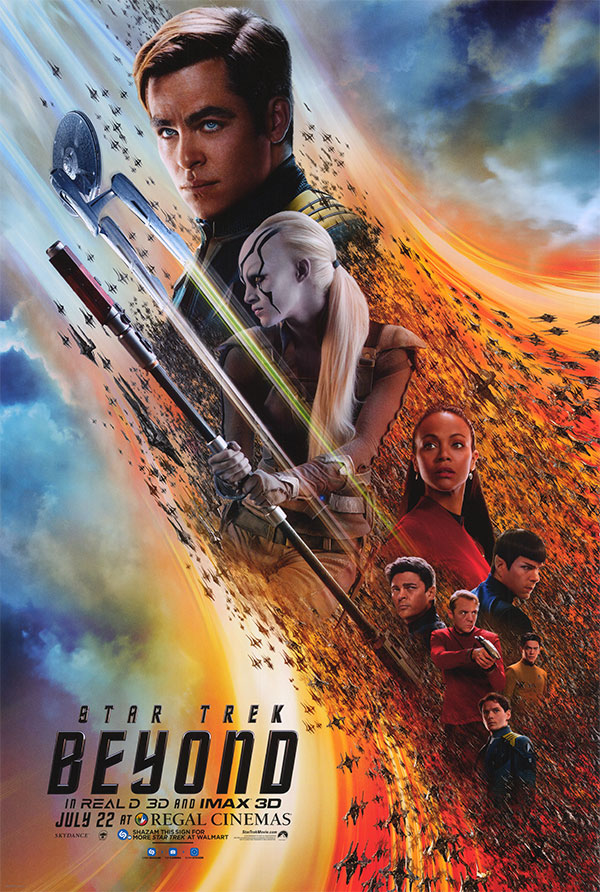 STAR TREK
BEYOND
IN REALD 3D AND IMAX 3D
JULY 22 AT REGAL CINEMAS
SKYDANCE
SHAZAM THIS SIGN FOR
MORE STAR TREK AT WALMART
StarTrekMovie.com